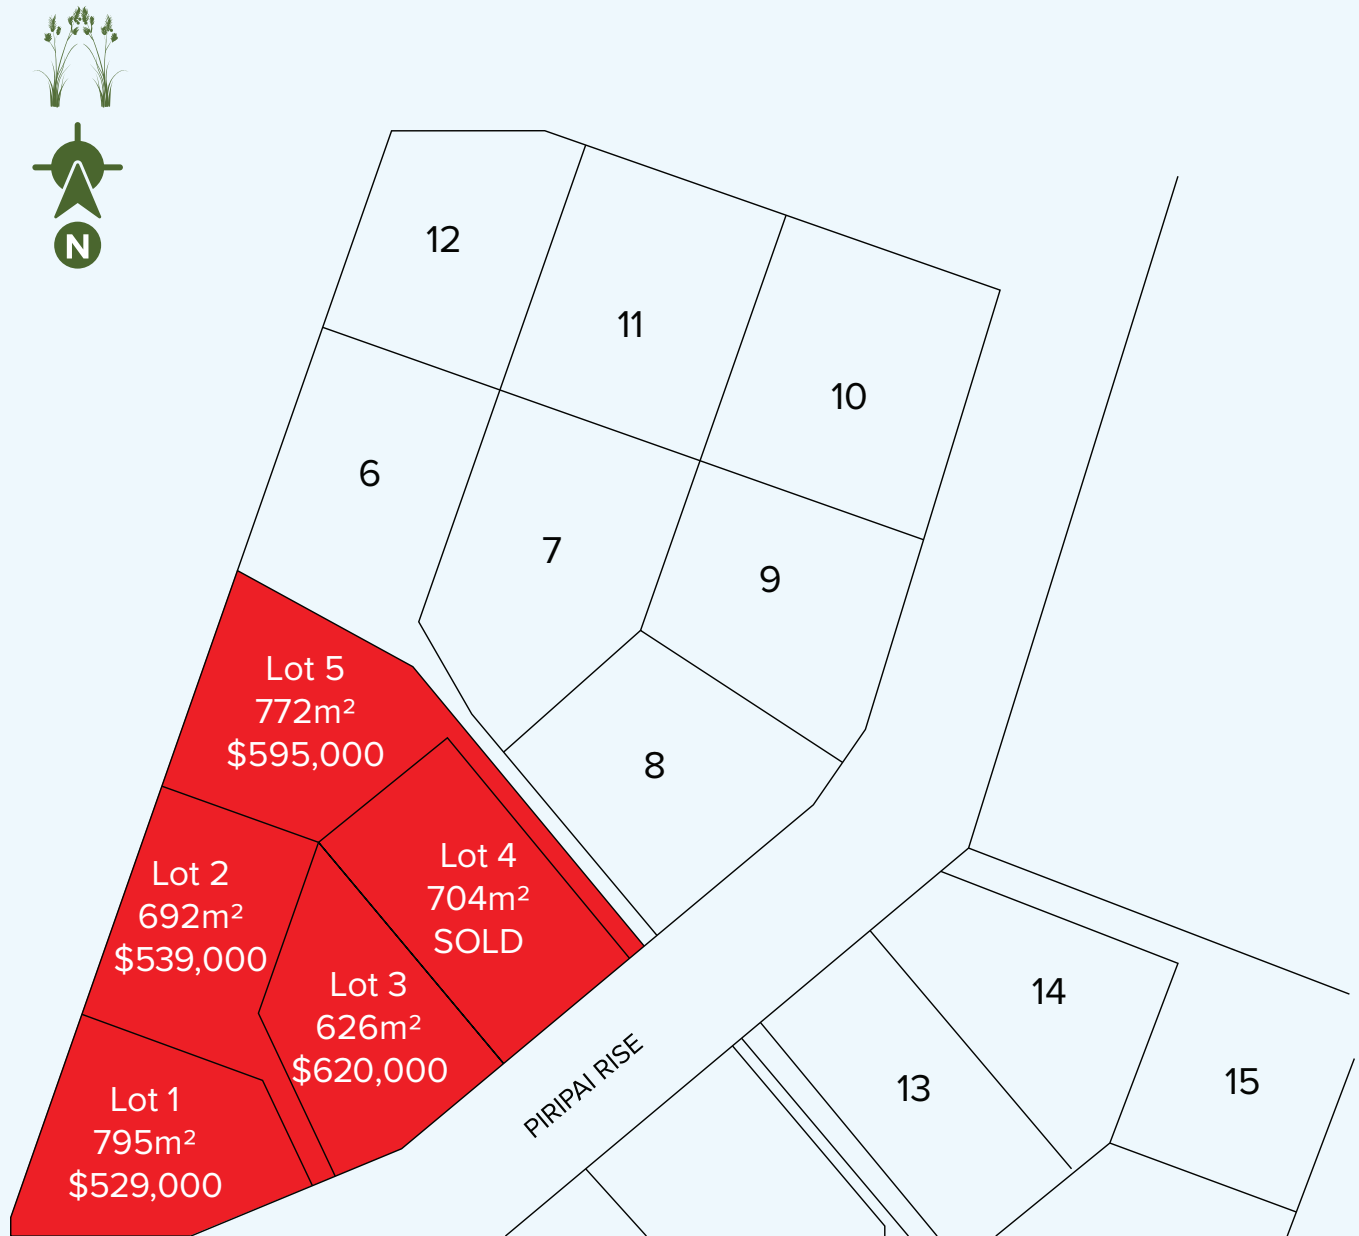 N
12
11
10
6
7
9
Lot 5
772m²
$595,000
8
Lot 4
704m²
SOLD
Lot 2
692m²
$539,000
Lot 3
626m²
$620,000
Lot 1
795m²
$529,000
PIRIPAI RISE
14
13
15